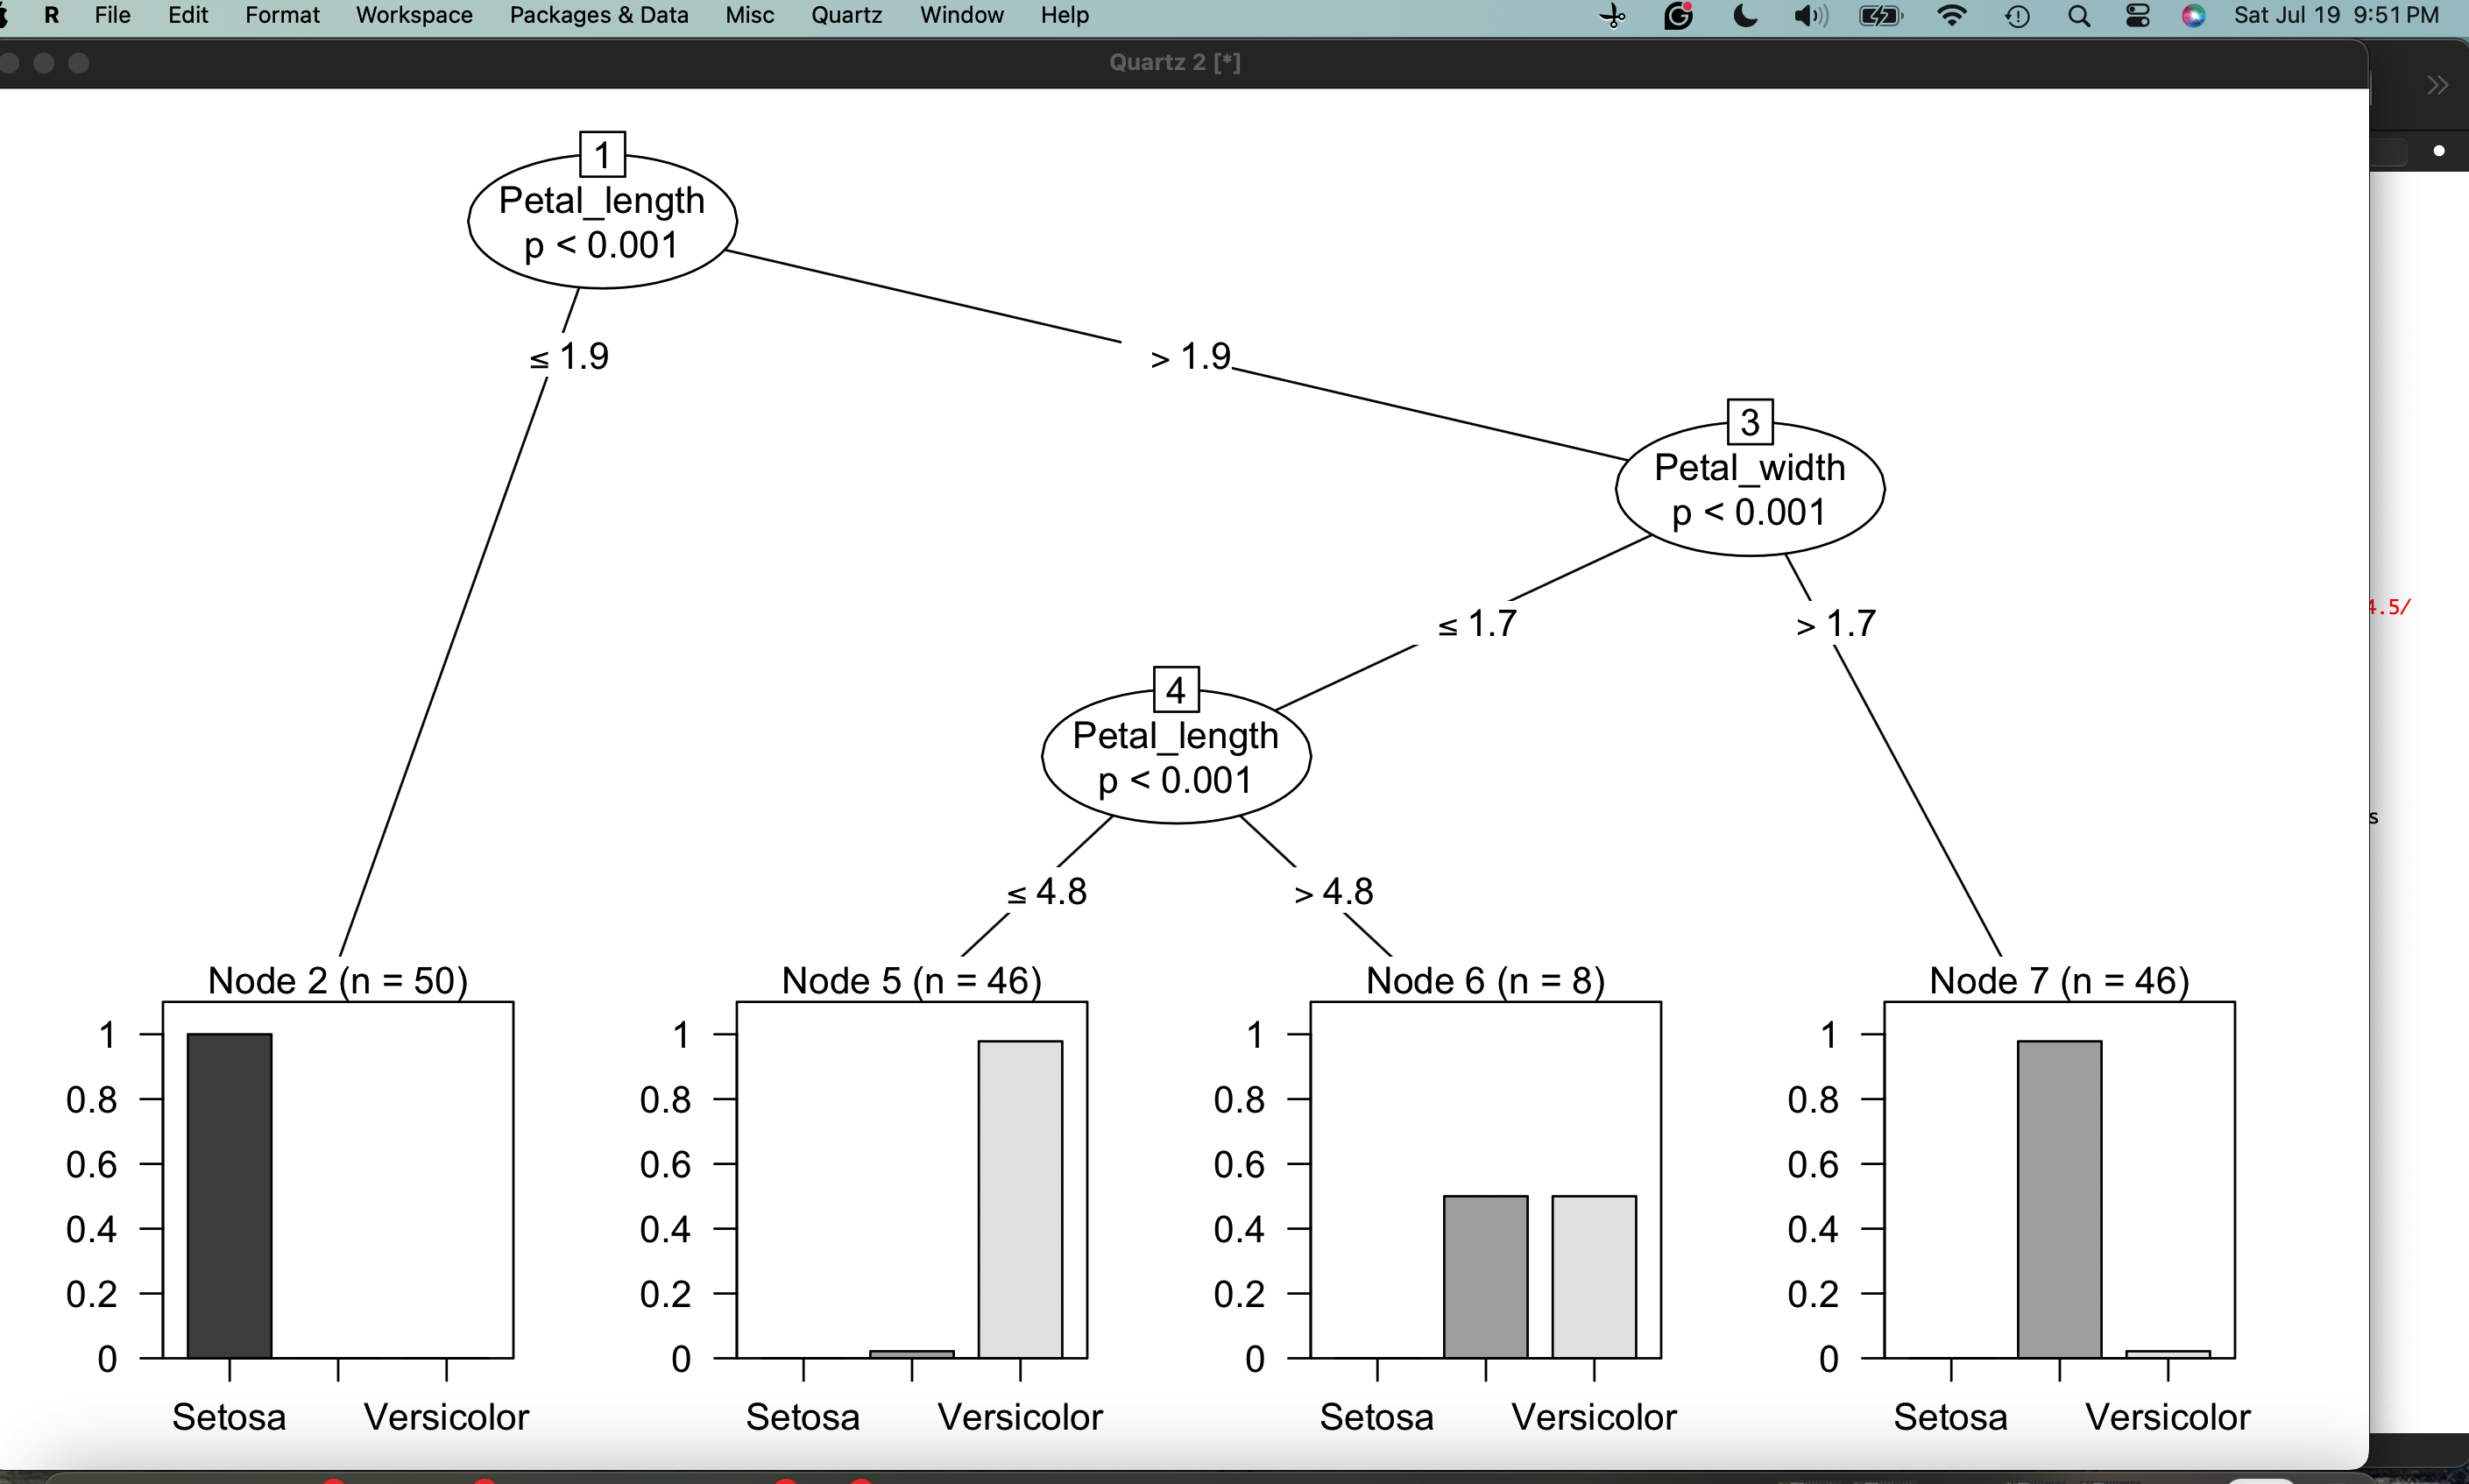 R File Edit Format Workspace Packages & Data Misc Quartz Window Help Sat Jul 19 9:51 PM
Quartz 2 [*]
1
Petal_length
p < 0.001
≤ 1.9
> 1.9
3
Petal_width
p < 0.001
≤ 1.7
> 1.7
4.5/
4
Petal_length
p < 0.001
s
≤ 4.8
> 4.8
Node 2 (n = 50)
1
0.8
0.6
0.4
0.2
0
Setosa Versicolor
Node 5 (n = 46)
1
0.8
0.6
0.4
0.2
0
Setosa Versicolor
Node 6 (n = 8)
1
0.8
0.6
0.4
0.2
0
Setosa Versicolor
Node 7 (n = 46)
1
0.8
0.6
0.4
0.2
0
Setosa Versicolor